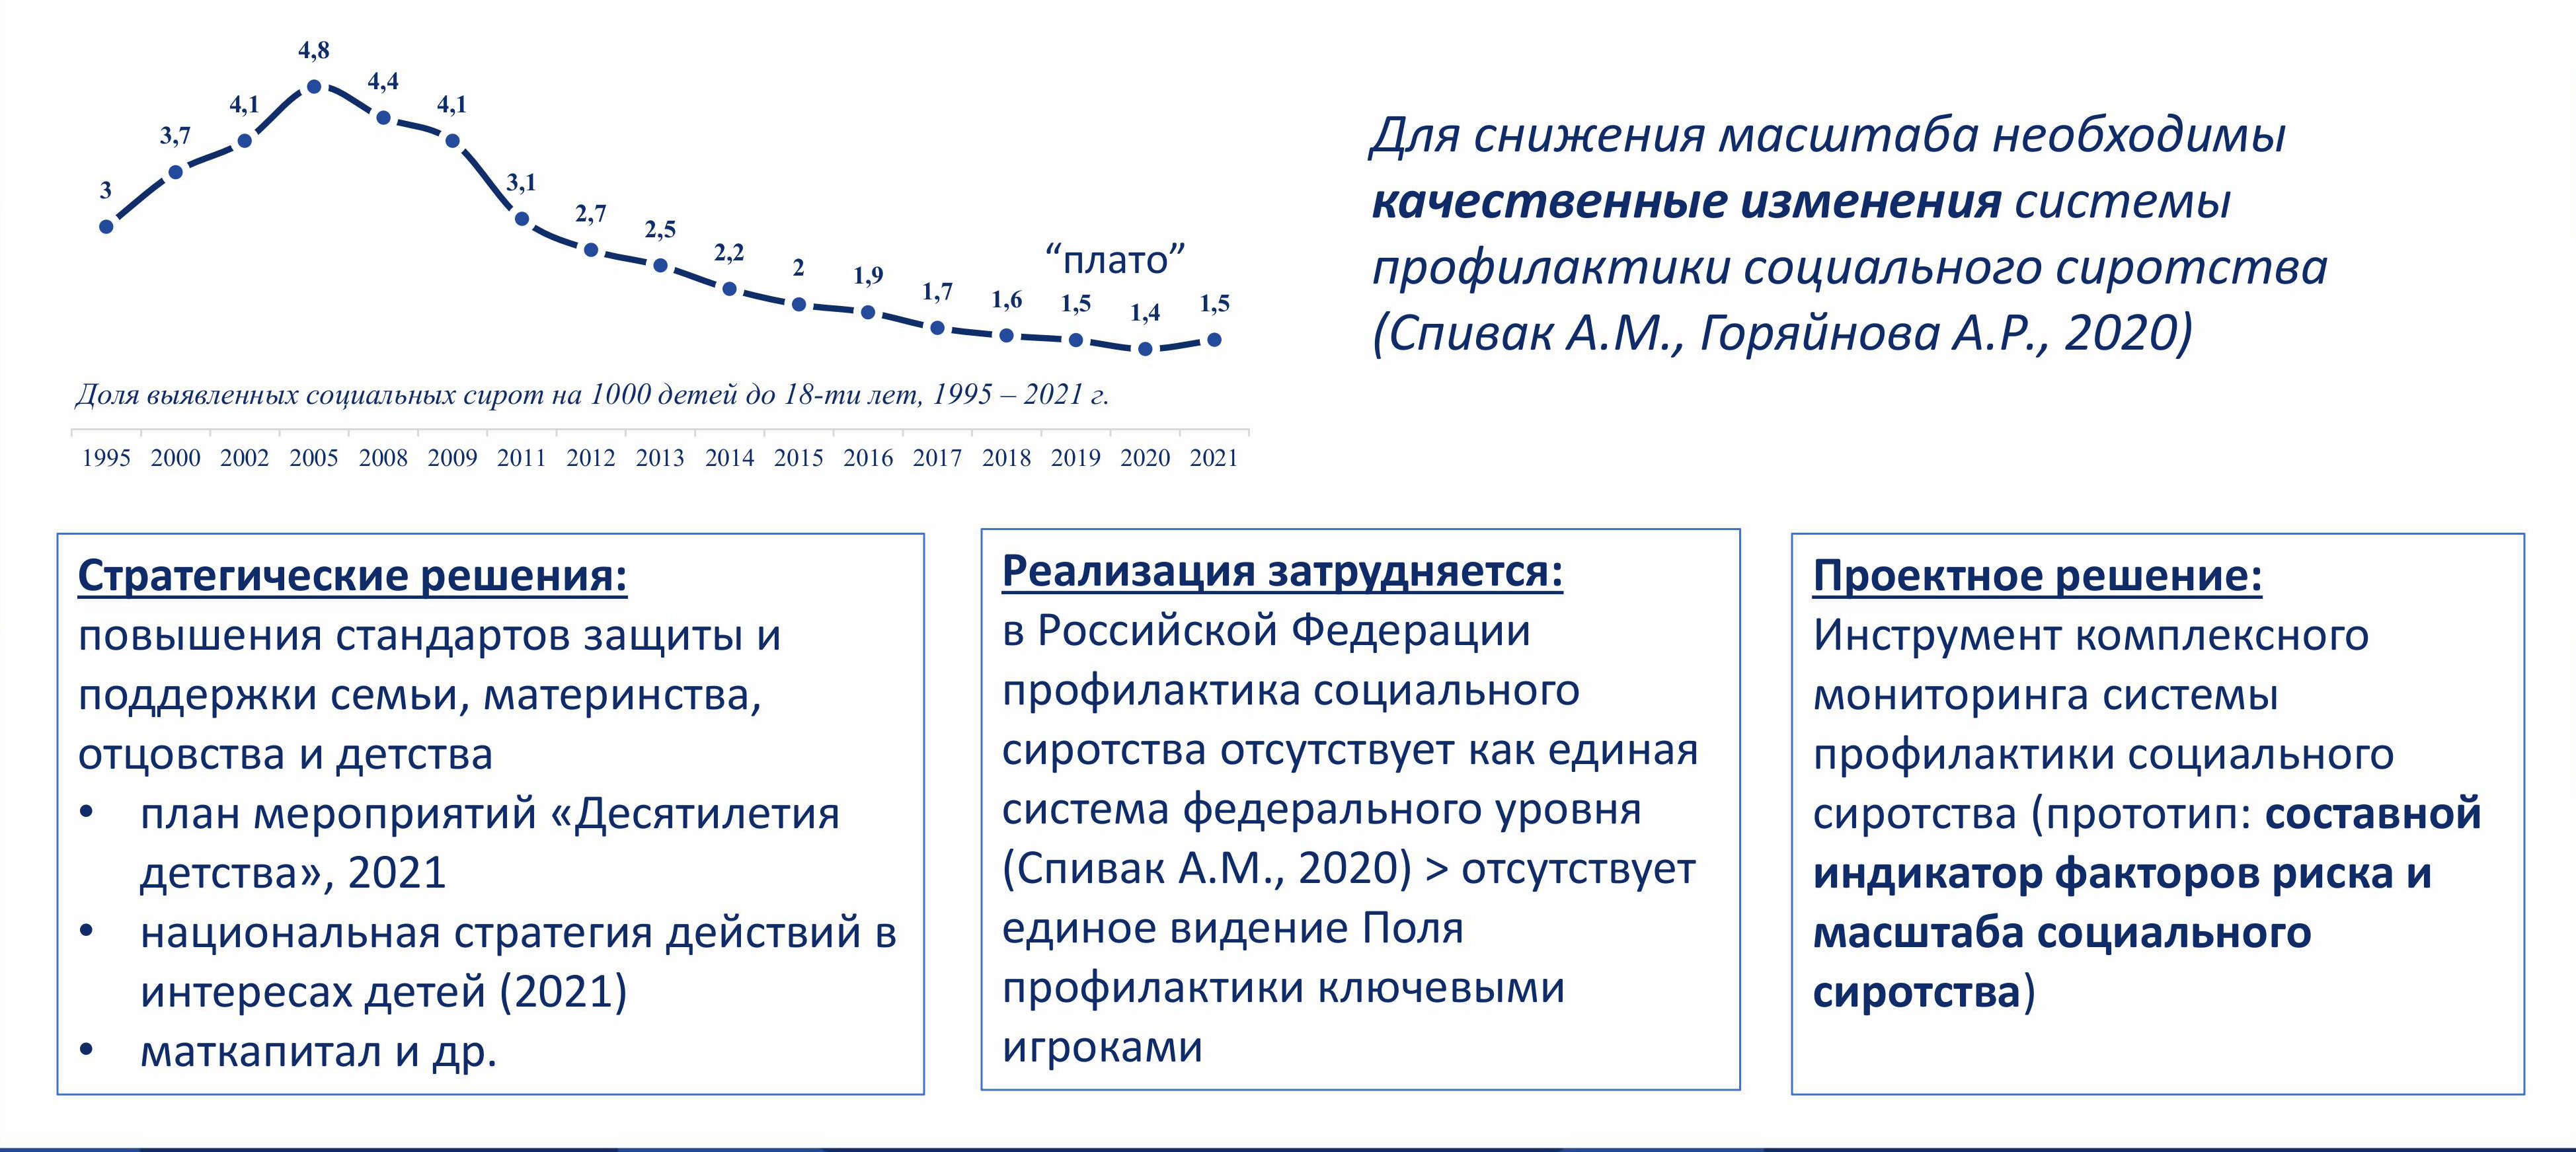 4,8
4,4
4,1
4,1
3,7
3
3,1
2,7
2,5
2,2
2
1,9
1,7
1,6
1,5
1,4
1,5
“плато”
Доля выявленных социальных сирот на 1000 детей до 18-ти лет, 1995 – 2021 г.
1995 2000 2002 2005 2008 2009 2011 2012 2013 2014 2015 2016 2017 2018 2019 2020 2021
Для снижения масштаба необходимы
качественные изменения системы
профилактики социального сиротства
(Спивак А.М., Горяйнова А.Р., 2020)
Стратегические решения:
повышения стандартов защиты и
поддержки семьи, материнства,
отцовства и детства
• план мероприятий «Десятилетия
детства», 2021
• национальная стратегия действий в
интересах детей (2021)
• маткапитал и др.
Реализация затрудняется:
в Российской Федерации
профилактика социального
сиротства отсутствует как единая
система федерального уровня
(Спивак А.М., 2020) > отсутствует
единое видение Поля
профилактики ключевыми
игроками
Проектное решение:
Инструмент комплексного
мониторинга системы
профилактики социального
сиротства (прототип: составной
индикатор факторов риска и
масштаба социального
сиротства)